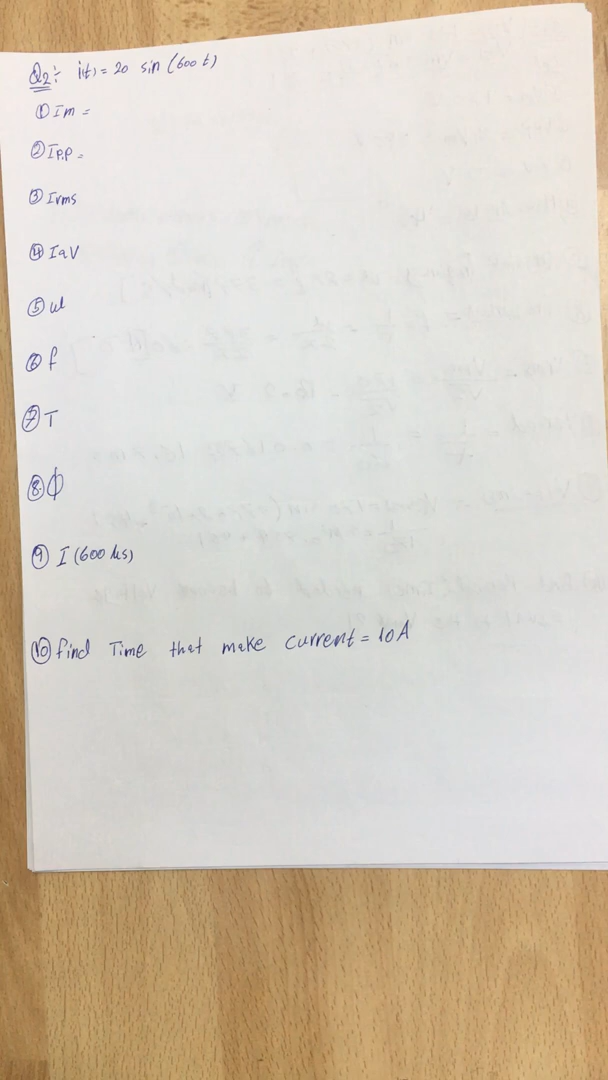 Q2:- i(t) = 20 sin (600 t)
① Im =
② IP.P =
③ Irms
④ Iav
⑤ ω
⑥ f
⑦ T
⑧ ϕ
⑨ I (600 μs)
⑩ find Time that make current = 10A